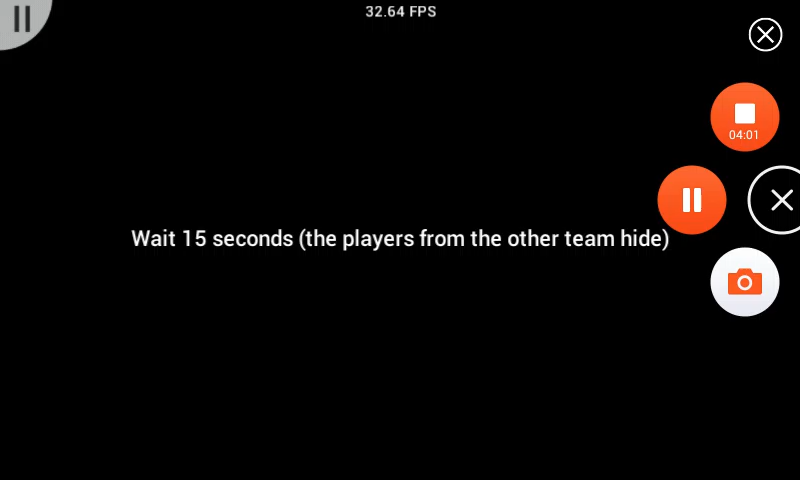 32.64 FPS
04:01
Wait 15 seconds (the players from the other team hide)